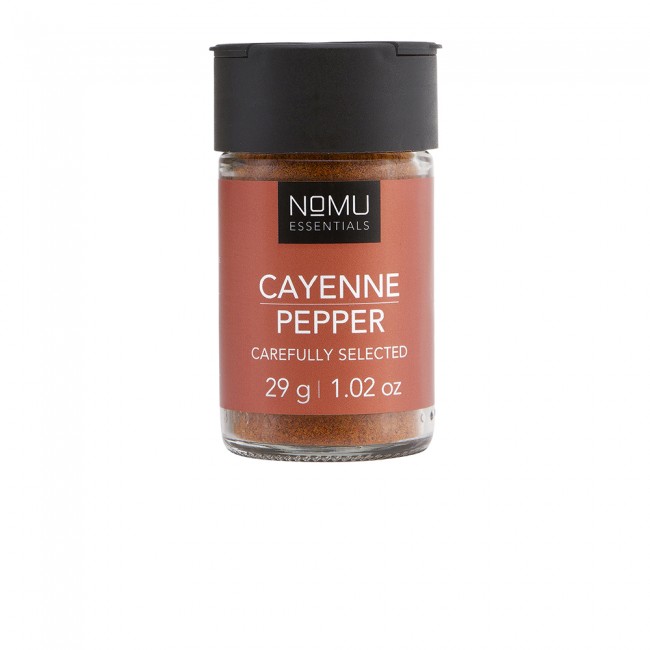 NOMU
ESSENTIALS
CAYENNE
PEPPER
CAREFULLY SELECTED
29 g | 1.02 oz